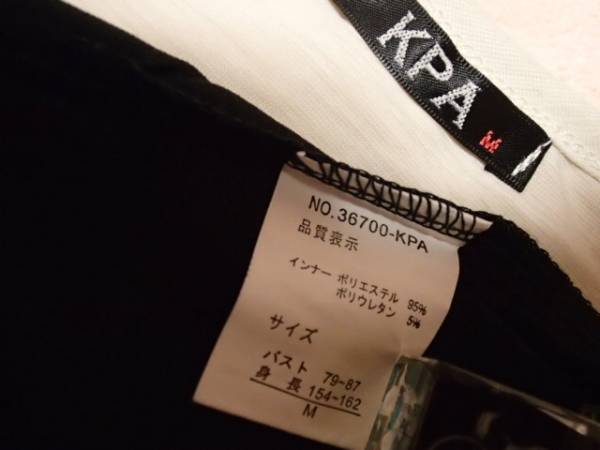 KPA M
NO.36700-KPA
品質表示
インナー ポリエステル 95%
ポリウレタン 5%
サイズ
バスト 79-87
身長 154-162
M